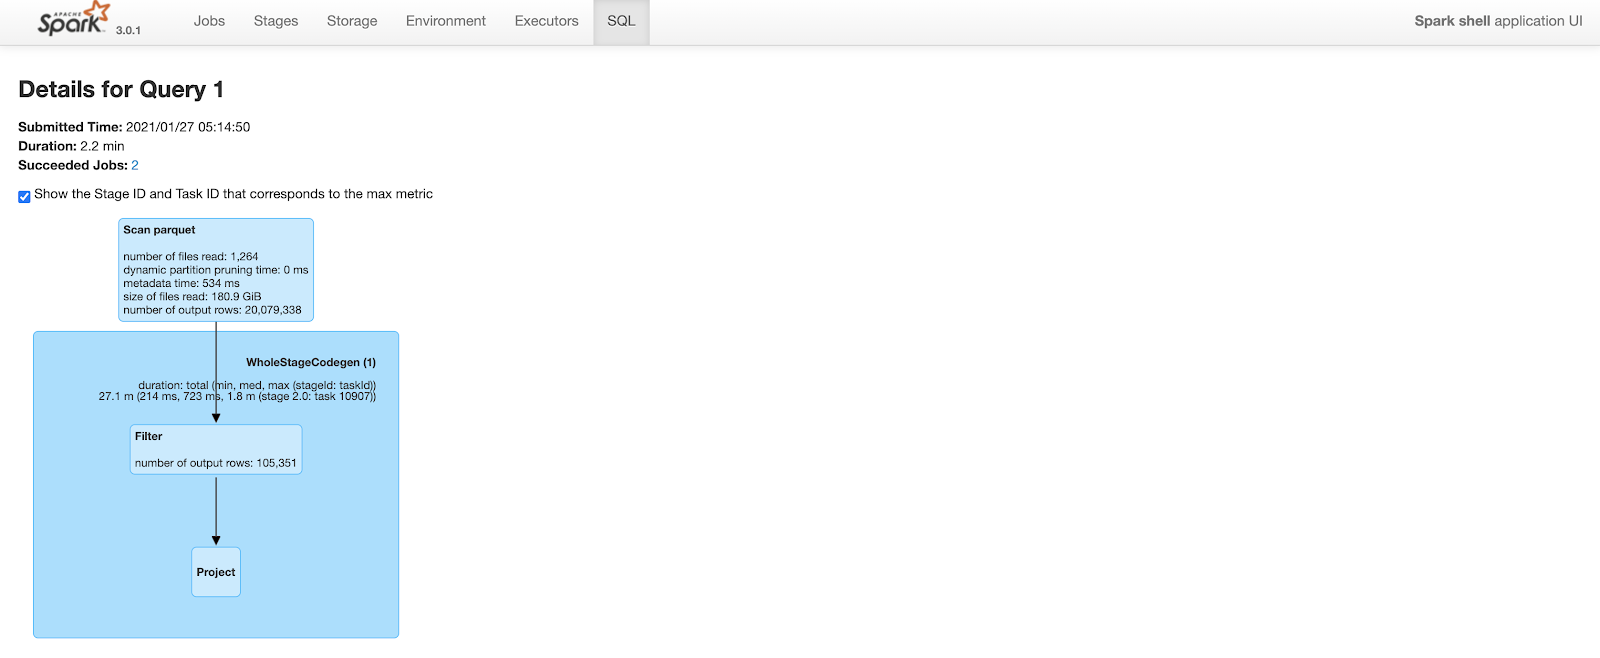 APACHE
Spark 3.0.1 Jobs Stages Storage Environment Executors SQL Spark shell application UI
Details for Query 1
Submitted Time: 2021/01/27 05:14:50
Duration: 2.2 min
Succeeded Jobs: 2
Show the Stage ID and Task ID that corresponds to the max metric
Scan parquet
number of files read: 1,264
dynamic partition pruning time: 0 ms
metadata time: 534 ms
size of files read: 180.9 GiB
number of output rows: 20,079,338
WholeStageCodegen (1)
duration: total (min, med, max (stageId: taskId))
27.1 m (214 ms, 723 ms, 1.8 m (stage 2.0: task 10907))
Filter
number of output rows: 105,351
Project